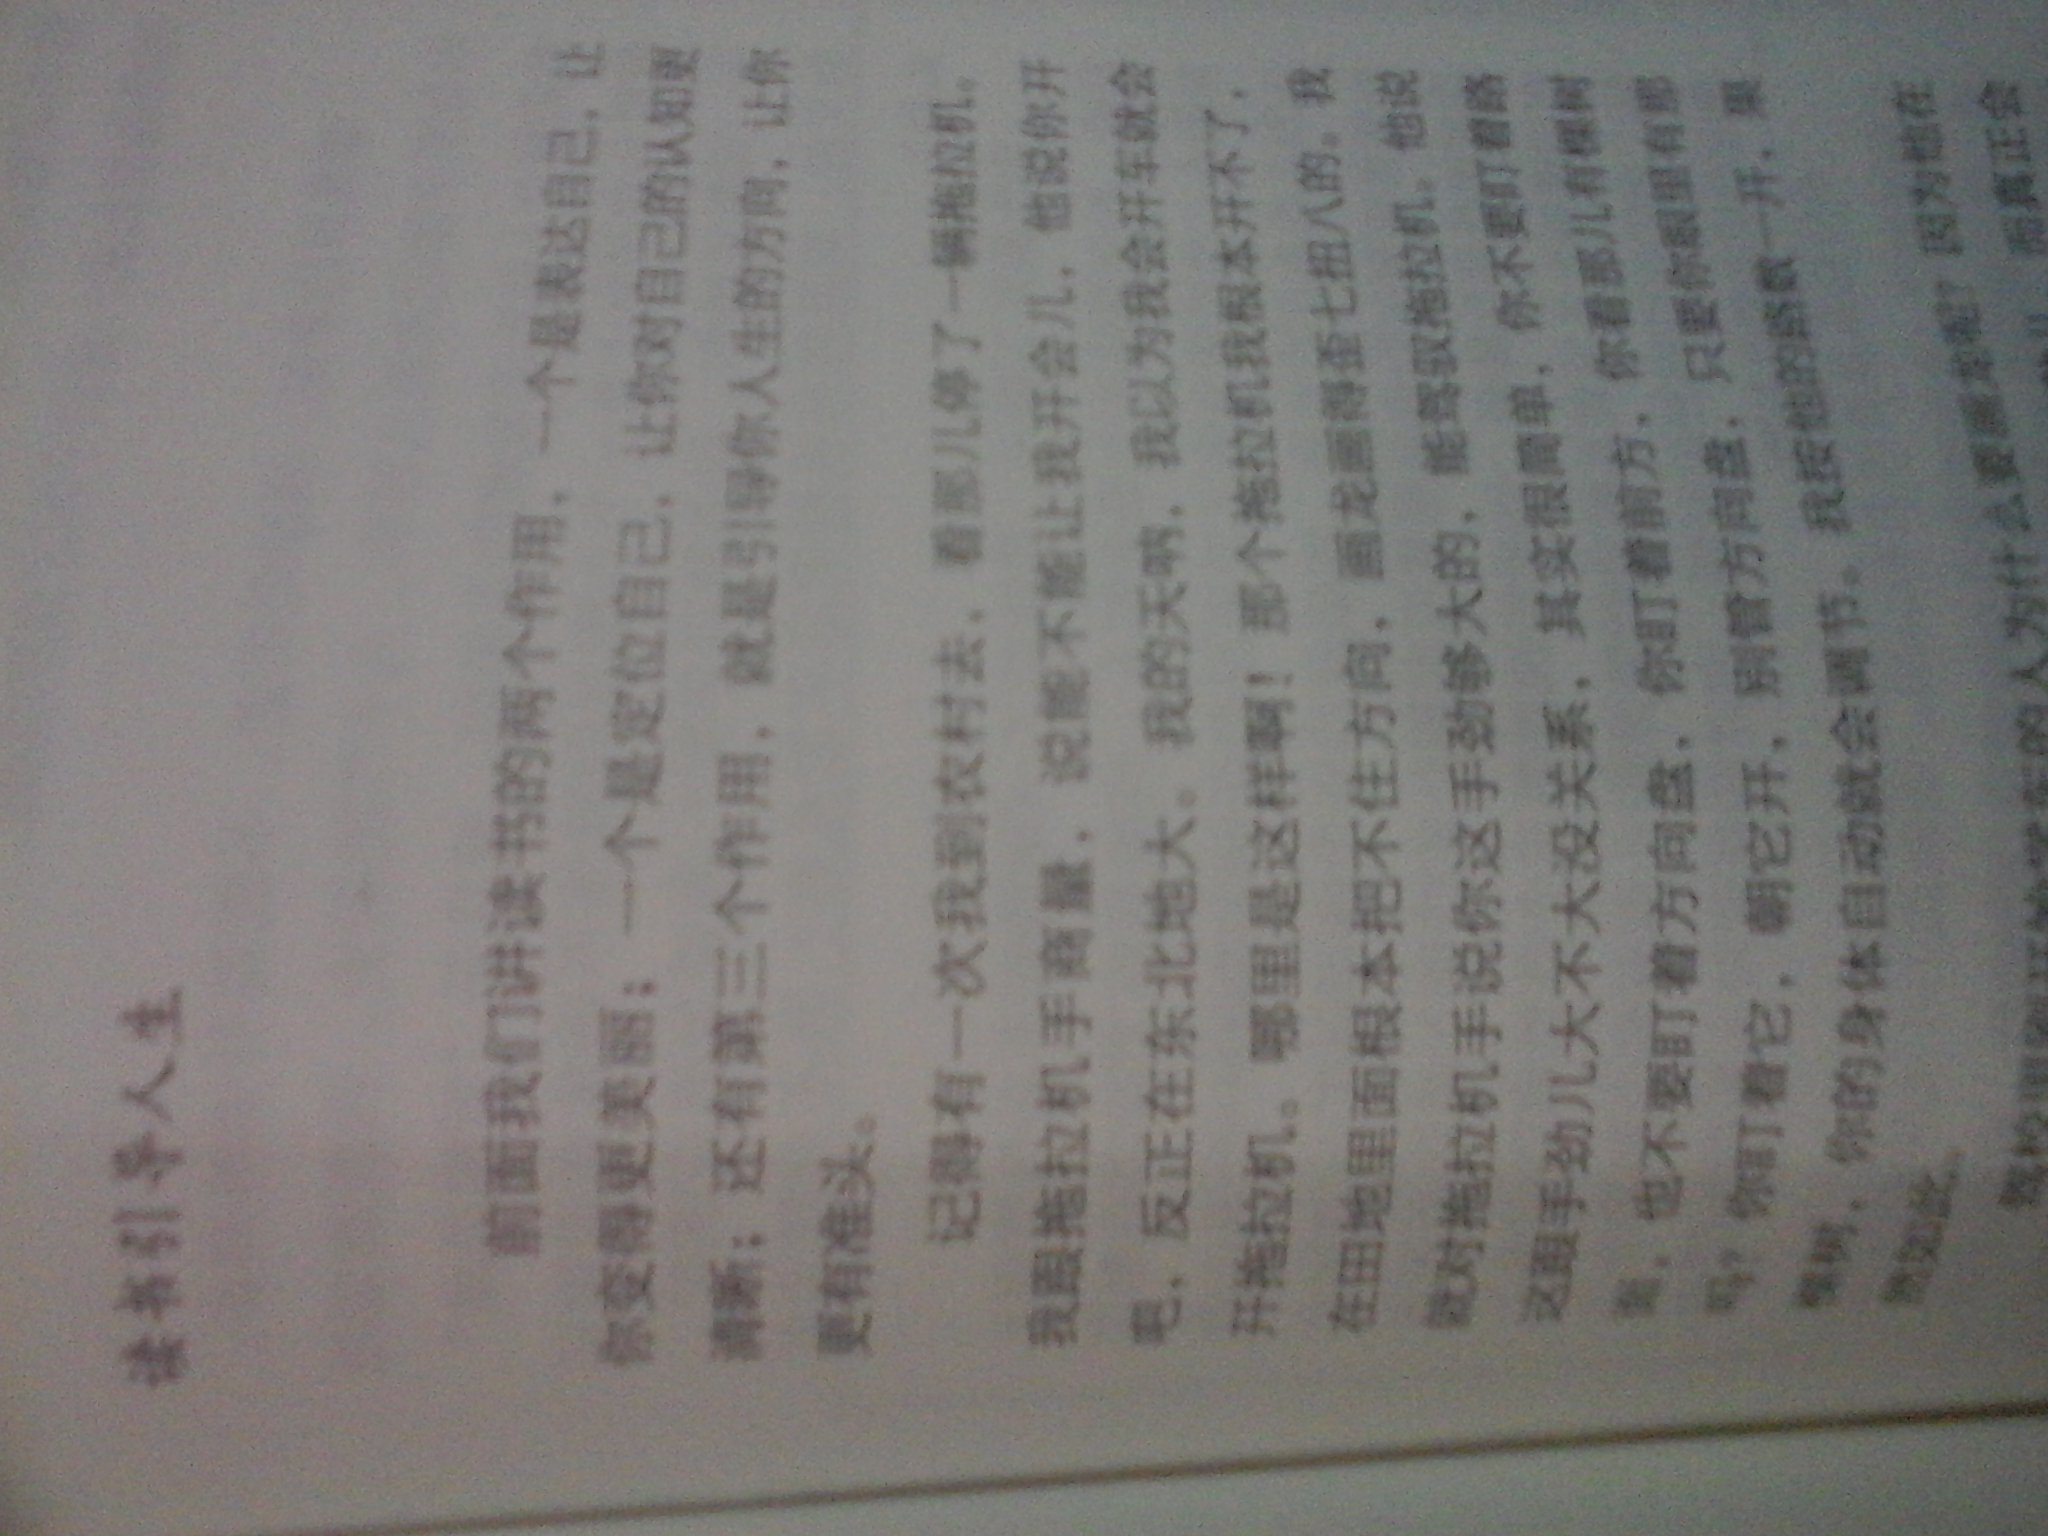 读书引导人生
前面我们讲读书的两个作用，一个是表达自己，让
你变得更美丽；一个是定位自己，让你对自己的认知更
清晰；还有第三个作用，就是引导你人生的方向，让你
更有准头。
记得有一次我到农村去，看那儿停了一辆拖拉机。
我跟拖拉机手商量，说能不能让我开会儿，他说你开
吧，反正在东北地大。我的天呐，我以为我会开车就会
开拖拉机。哪里是这样啊！那个拖拉机我根本开不了，
在田地里面根本把不住方向，画龙画得歪七扭八的。我
就对拖拉机手说你这手劲够大的，能驾驭拖拉机。他说
这跟手劲儿大不大没关系，其实很简单，你不要盯着路
面，也不要盯着方向盘，你盯着前方，你看那儿有棵树
吗？你盯着它，朝它开，别管方向盘，只要你眼里有那
棵树，你的身体自动就会调节。我按他的路数一开，果
然如此。
的人为什么要画龙呢？因为他在
而真正会